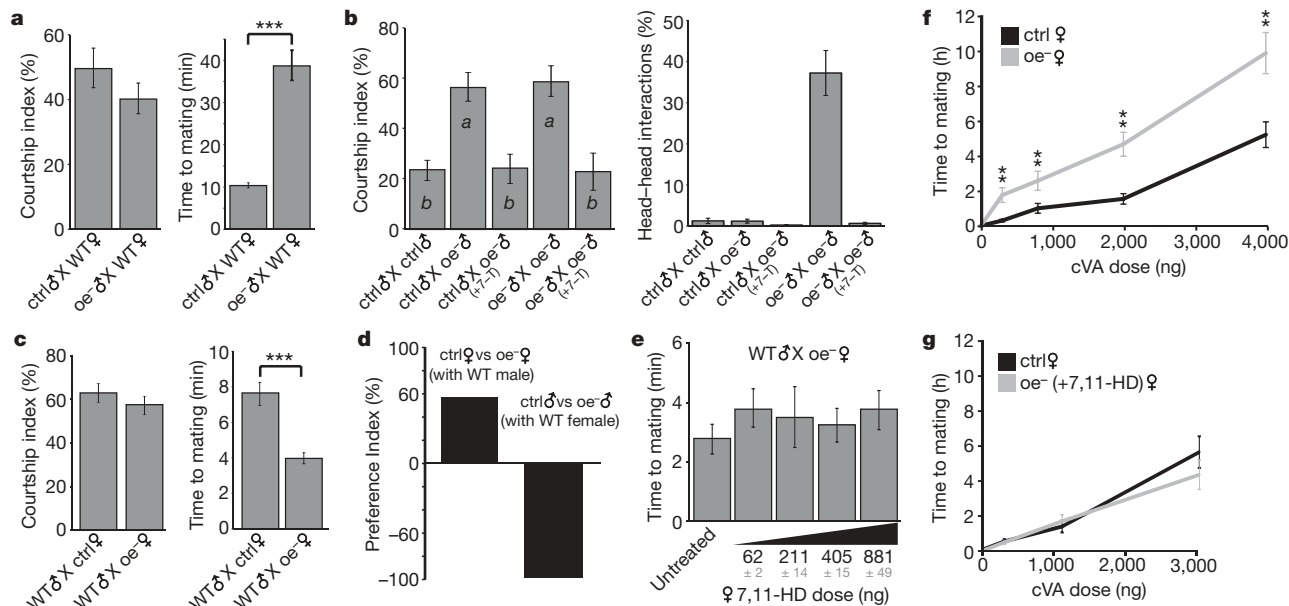 a
Courtship index (%)
60
40
20
0
ctrl♂X WT♀
oe⁻♂X WT♀
Time to mating (min)
40
30
20
10
0
***
ctrl♂X WT♀
oe⁻♂X WT♀
b
Courtship index (%)
80
60
40
20
0
b
a
b
a
b
ctrl♂X ctrl♂
ctrl♂X oe⁻♂
ctrl♂X oe⁻♂
(+7–T)
oe⁻♂X oe⁻♂
oe⁻♂X oe⁻♂
(+7–T)
Head–head interactions (%)
50
40
30
20
10
0
ctrl♂X ctrl♂
ctrl♂X oe⁻♂
ctrl♂X oe⁻♂
(+7–T)
oe⁻♂X oe⁻♂
oe⁻♂X oe⁻♂
(+7–T)
f
Time to mating (h)
12
10
8
6
4
2
0
ctrl ♀
oe⁻♀
**
**
**
**
0
1,000
2,000
3,000
4,000
cVA dose (ng)
c
Courtship index (%)
80
60
40
20
0
WT♂X ctrl♀
WT♂X oe⁻♀
Time to mating (min)
10
8
6
4
2
0
***
WT♂X ctrl♀
WT♂X oe⁻♀
d
Preference Index (%)
100
60
0
−60
−100
ctrl♀vs oe⁻♀
(with WT male)
ctrl♂vs oe⁻♂
(with WT female)
e
WT♂X oe⁻♀
Time to mating (min)
6
4
2
0
Untreated
62 211 405 881
± 2 ± 14 ± 15 ± 49
♀ 7,11-HD dose (ng)
g
Time to mating (h)
12
10
8
6
4
2
0
ctrl♀
oe⁻ (+7,11-HD)♀
0
1,000
2,000
3,000
cVA dose (ng)